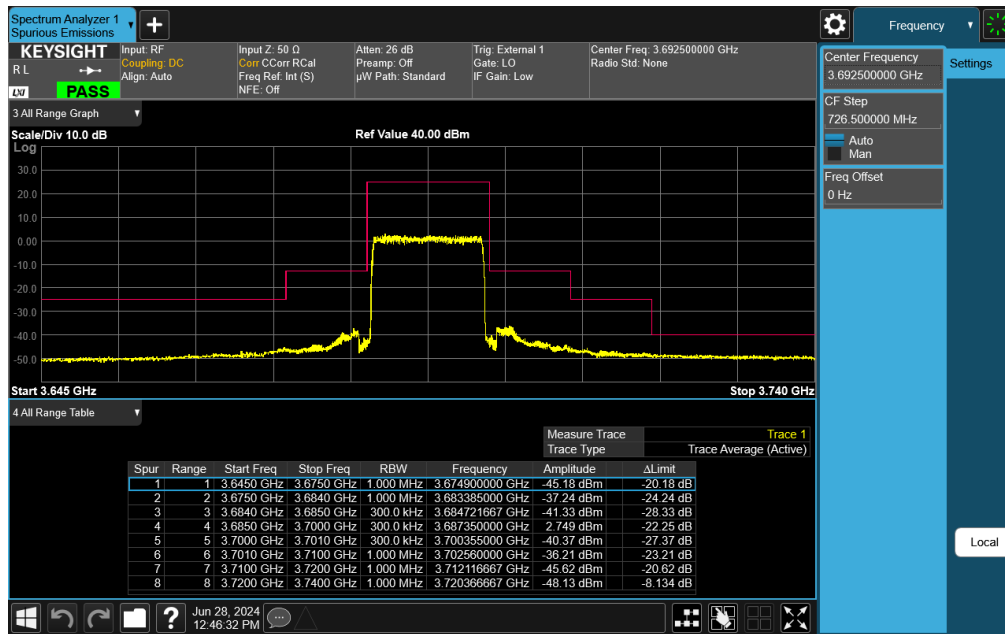 Spectrum Analyzer 1
Spurious Emissions
Frequency
KEYSIGHT
R L
LXI
PASS
Input: RF
Coupling: DC
Align: Auto
Input Z: 50 Ω
Corr CCorr RCal
Freq Ref: Int (S)
NFE: Off
Atten: 26 dB
Preamp: Off
µW Path: Standard
Trig: External 1
Gate: LO
IF Gain: Low
Center Freq: 3.692500000 GHz
Radio Std: None
Center Frequency
3.692500000 GHz
Settings
CF Step
726.500000 MHz
Auto
Man
Freq Offset
0 Hz
Local
3 All Range Graph
Scale/Div 10.0 dB
Ref Value 40.00 dBm
Log
30.0
20.0
10.0
0.00
-10.0
-20.0
-30.0
-40.0
-50.0
Start 3.645 GHz
Stop 3.740 GHz
4 All Range Table
Measure Trace Trace 1
Trace Type Trace Average (Active)
Spur Range Start Freq Stop Freq RBW Frequency Amplitude ΔLimit
1 1 3.6450 GHz 3.6750 GHz 1.000 MHz 3.674900000 GHz -45.18 dBm -20.18 dB
2 2 3.6750 GHz 3.6840 GHz 1.000 MHz 3.683385000 GHz -37.24 dBm -24.24 dB
3 3 3.6840 GHz 3.6850 GHz 300.0 kHz 3.684721667 GHz -41.33 dBm -28.33 dB
4 4 3.6850 GHz 3.7000 GHz 300.0 kHz 3.687350000 GHz 2.749 dBm -22.25 dB
5 5 3.7000 GHz 3.7010 GHz 300.0 kHz 3.700355000 GHz -40.37 dBm -27.37 dB
6 6 3.7010 GHz 3.7100 GHz 1.000 MHz 3.702560000 GHz -36.21 dBm -23.21 dB
7 7 3.7100 GHz 3.7200 GHz 1.000 MHz 3.712116667 GHz -45.62 dBm -20.62 dB
8 8 3.7200 GHz 3.7400 GHz 1.000 MHz 3.720366667 GHz -48.13 dBm -8.134 dB
Jun 28, 2024
12:46:32 PM